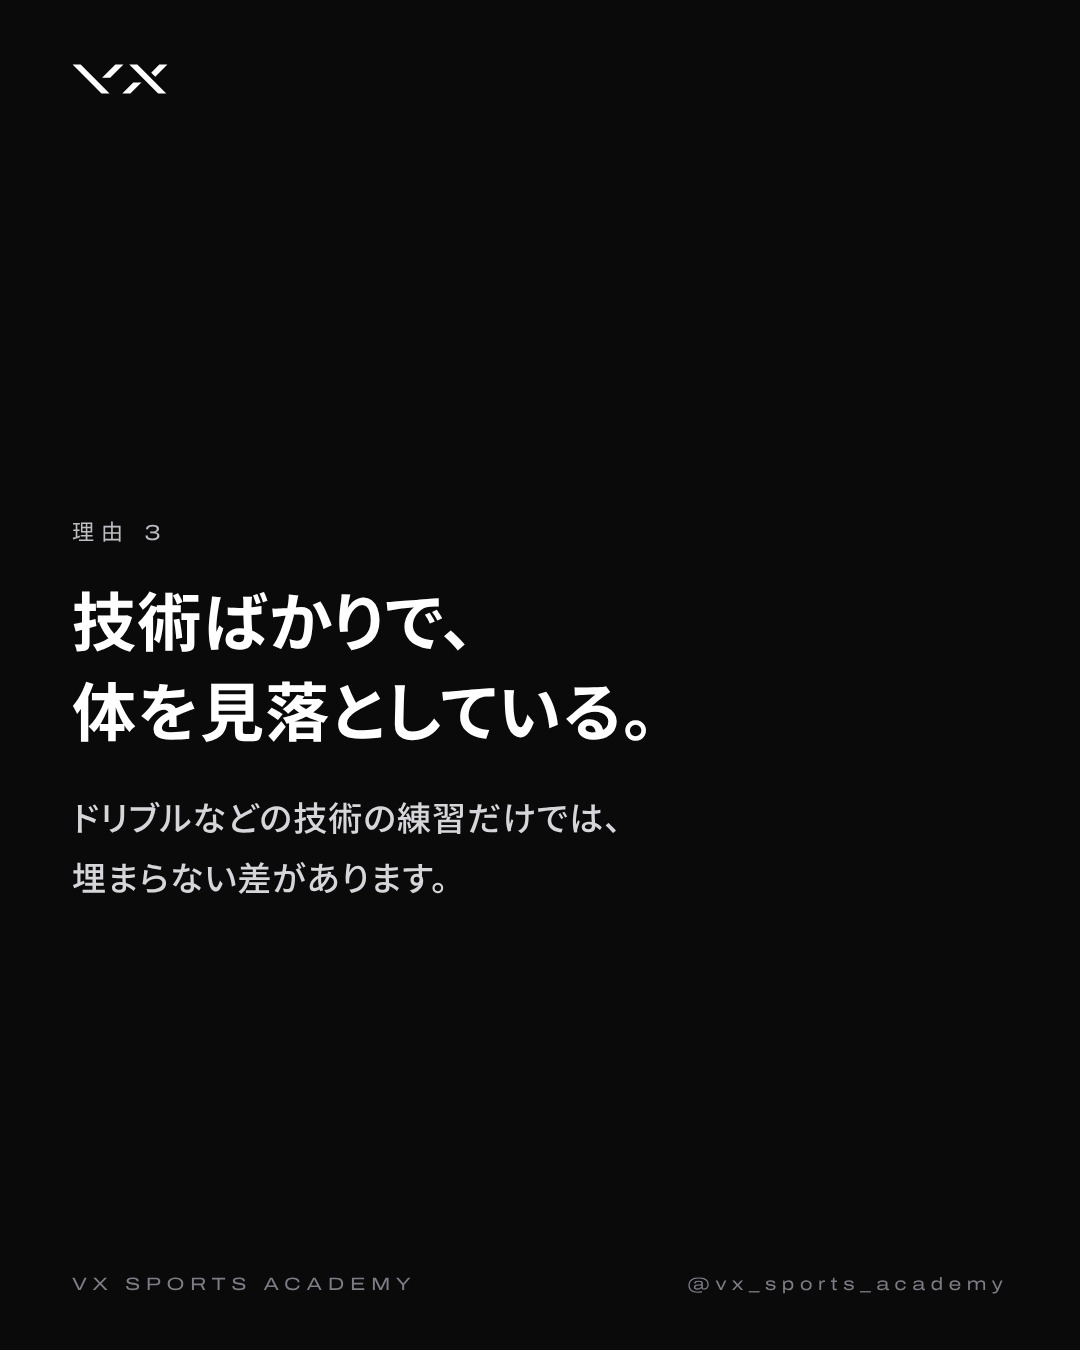 VX
理由 3
技術ばかりで、
体を見落としている。
ドリブルなどの技術の練習だけでは、
埋まらない差があります。
VX SPORTS ACADEMY
@vx_sports_academy